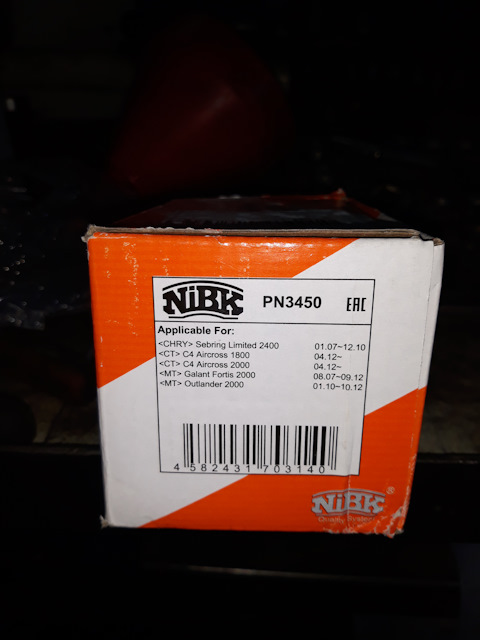 NiBK PN3450 EAC
Applicable For:
<CHRY> Sebring Limited 2400 01.07~12.10
<CT> C4 Aircross 1800 04.12~
<CT> C4 Aircross 2000 04.12~
<MT> Galant Fortis 2000 08.07~09.12
<MT> Outlander 2000 01.10~10.12
4 582431 703140
NiBK ®
Quality System